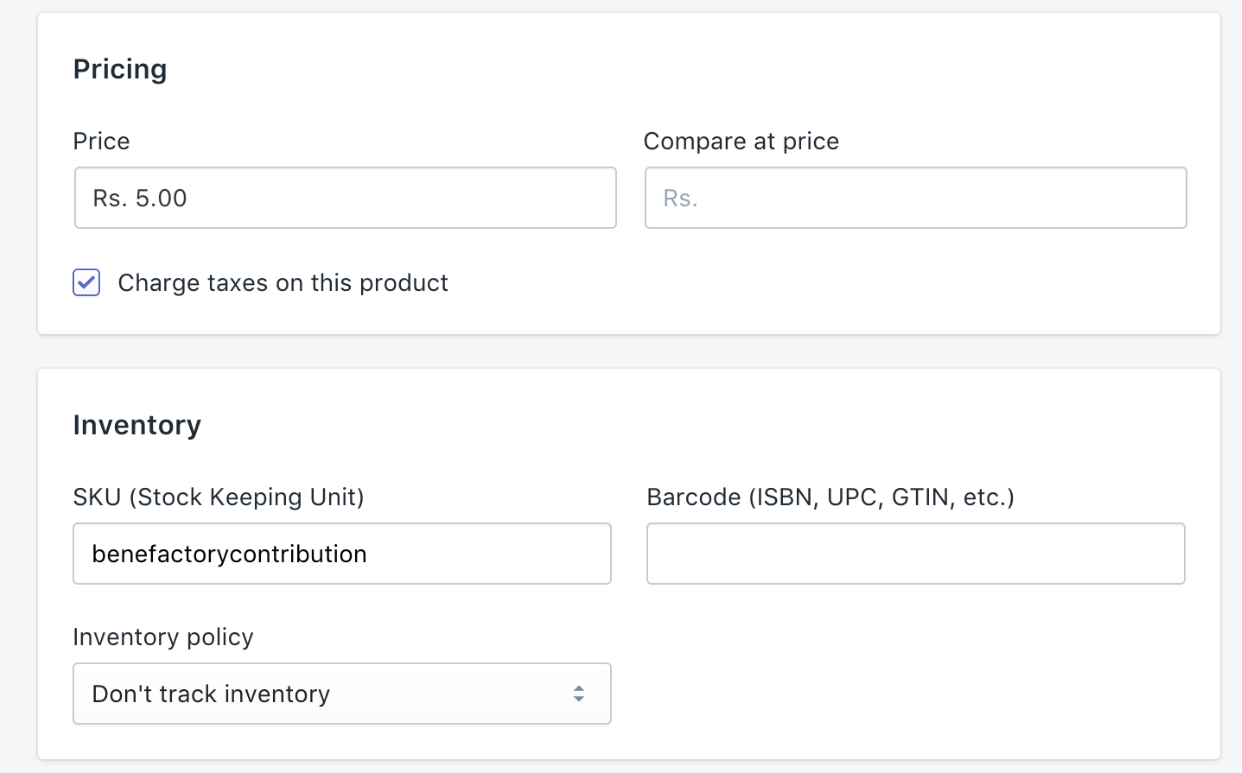 Pricing
Price
Compare at price
Rs. 5.00
Rs.
Charge taxes on this product
Inventory
SKU (Stock Keeping Unit)
Barcode (ISBN, UPC, GTIN, etc.)
benefactorycontribution
Inventory policy
Don't track inventory